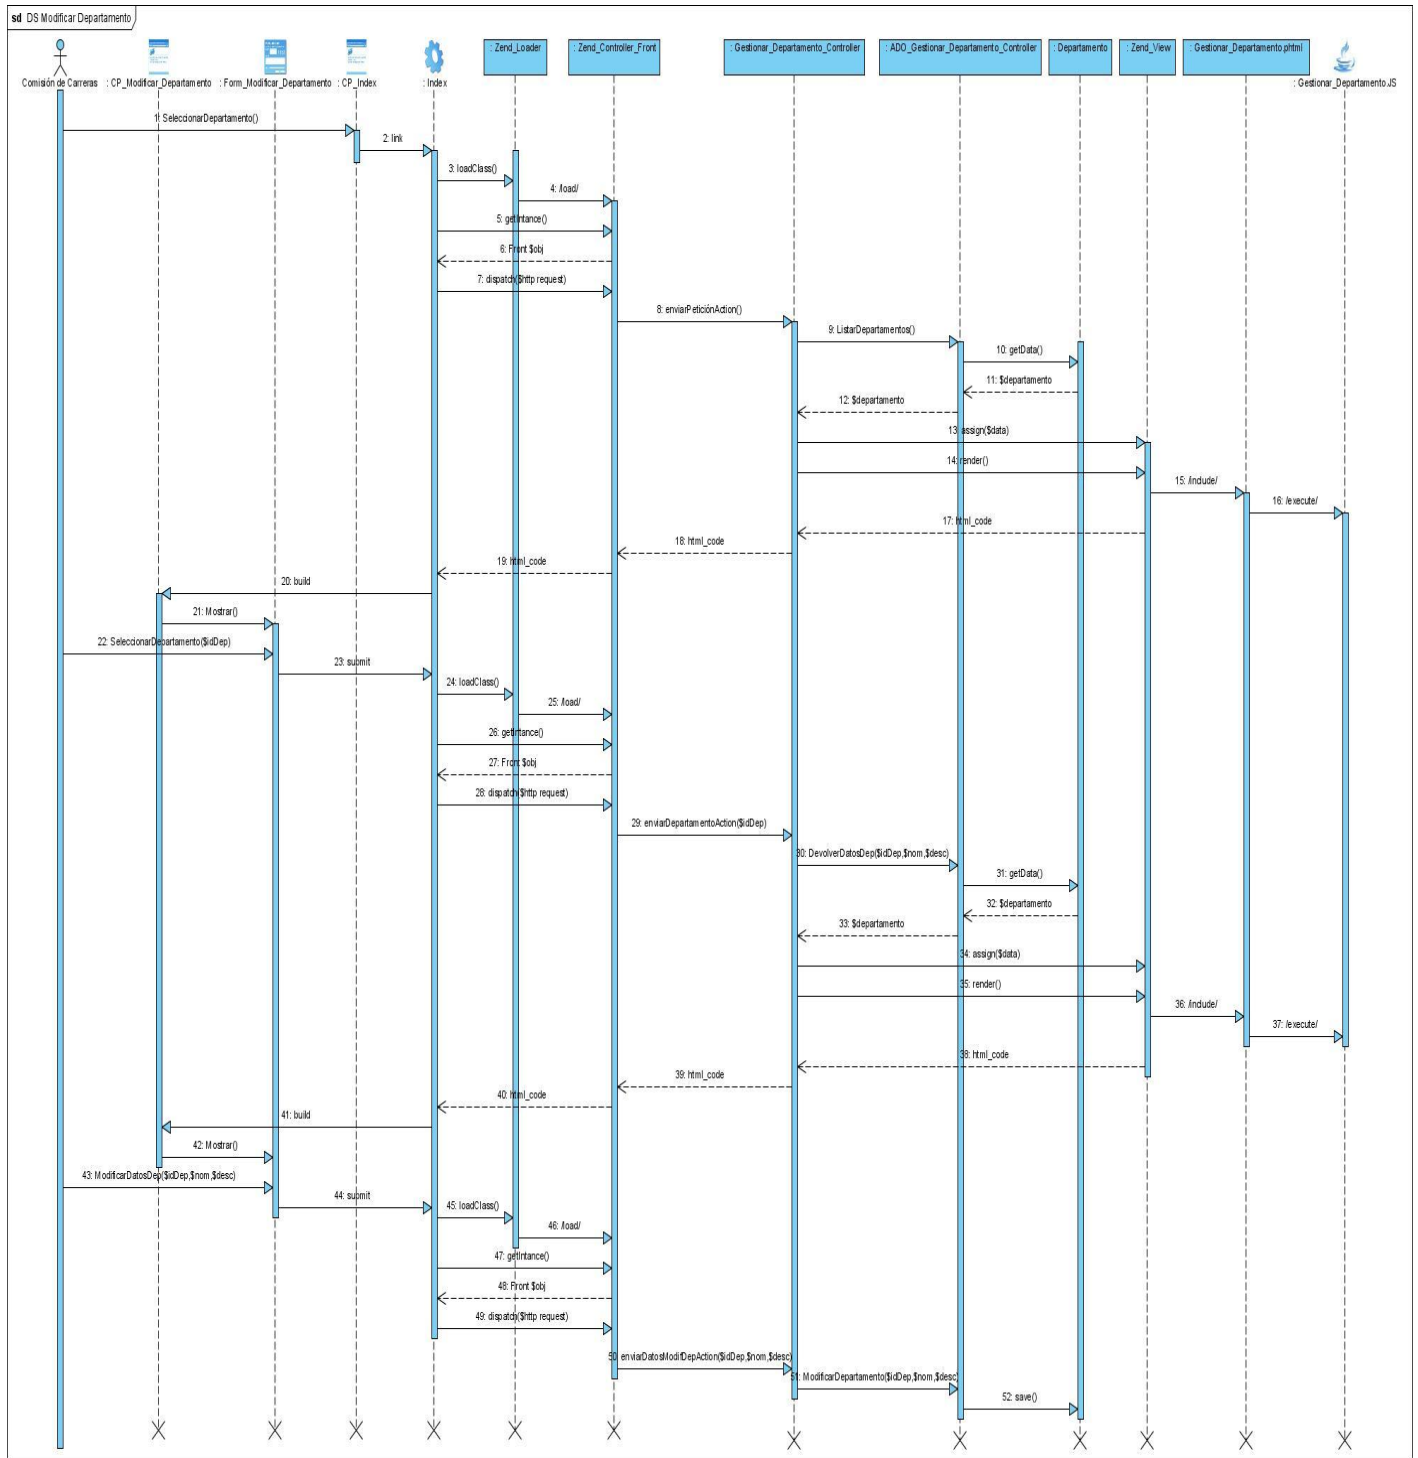 sd DS Modificar Departamento
Comisión de Carreras
: CP_Modificar_Departamento
: Form_Modificar_Departamento
: CP_Index
: Index
: Zend_Loader
: Zend_Controller_Front
: Gestionar_Departamento_Controller
: ADO_Gestionar_Departamento_Controller
: Departamento
: Zend_View
: Gestionar_Departamento.phtml
: Gestionar_Departamento.JS
1: SeleccionarDepartamento()
2: link
3: loadClass()
4: /load/
5: getIntance()
6: Front $obj
7: dispatch($http request)
8: enviarPeticiónAction()
9: ListarDepartamentos()
10: getData()
11: $departamento
12: $departamento
13: assign($data)
14: render()
15: /include/
16: /execute/
17: html_code
18: html_code
19: html_code
20: build
21: Mostrar()
22: SeleccionarDepartamento($idDep)
23: submit
24: loadClass()
25: /load/
26: getIntance()
27: Front $obj
28: dispatch($http request)
29: enviarDepartamentoAction($idDep)
30: DevolverDatosDep($idDep,$nom,$desc)
31: getData()
32: $departamento
33: $departamento
34: assign($data)
35: render()
36: /include/
37: /execute/
38: html_code
39: html_code
40: html_code
41: build
42: Mostrar()
43: ModificarDatosDep($idDep,$nom,$desc)
44: submit
45: loadClass()
46: /load/
47: getIntance()
48: Front $obj
49: dispatch($http request)
50: enviarDatosModifDepAction($idDep,$nom,$desc)
51: ModificarDepartamento($idDep,$nom,$desc)
52: save()